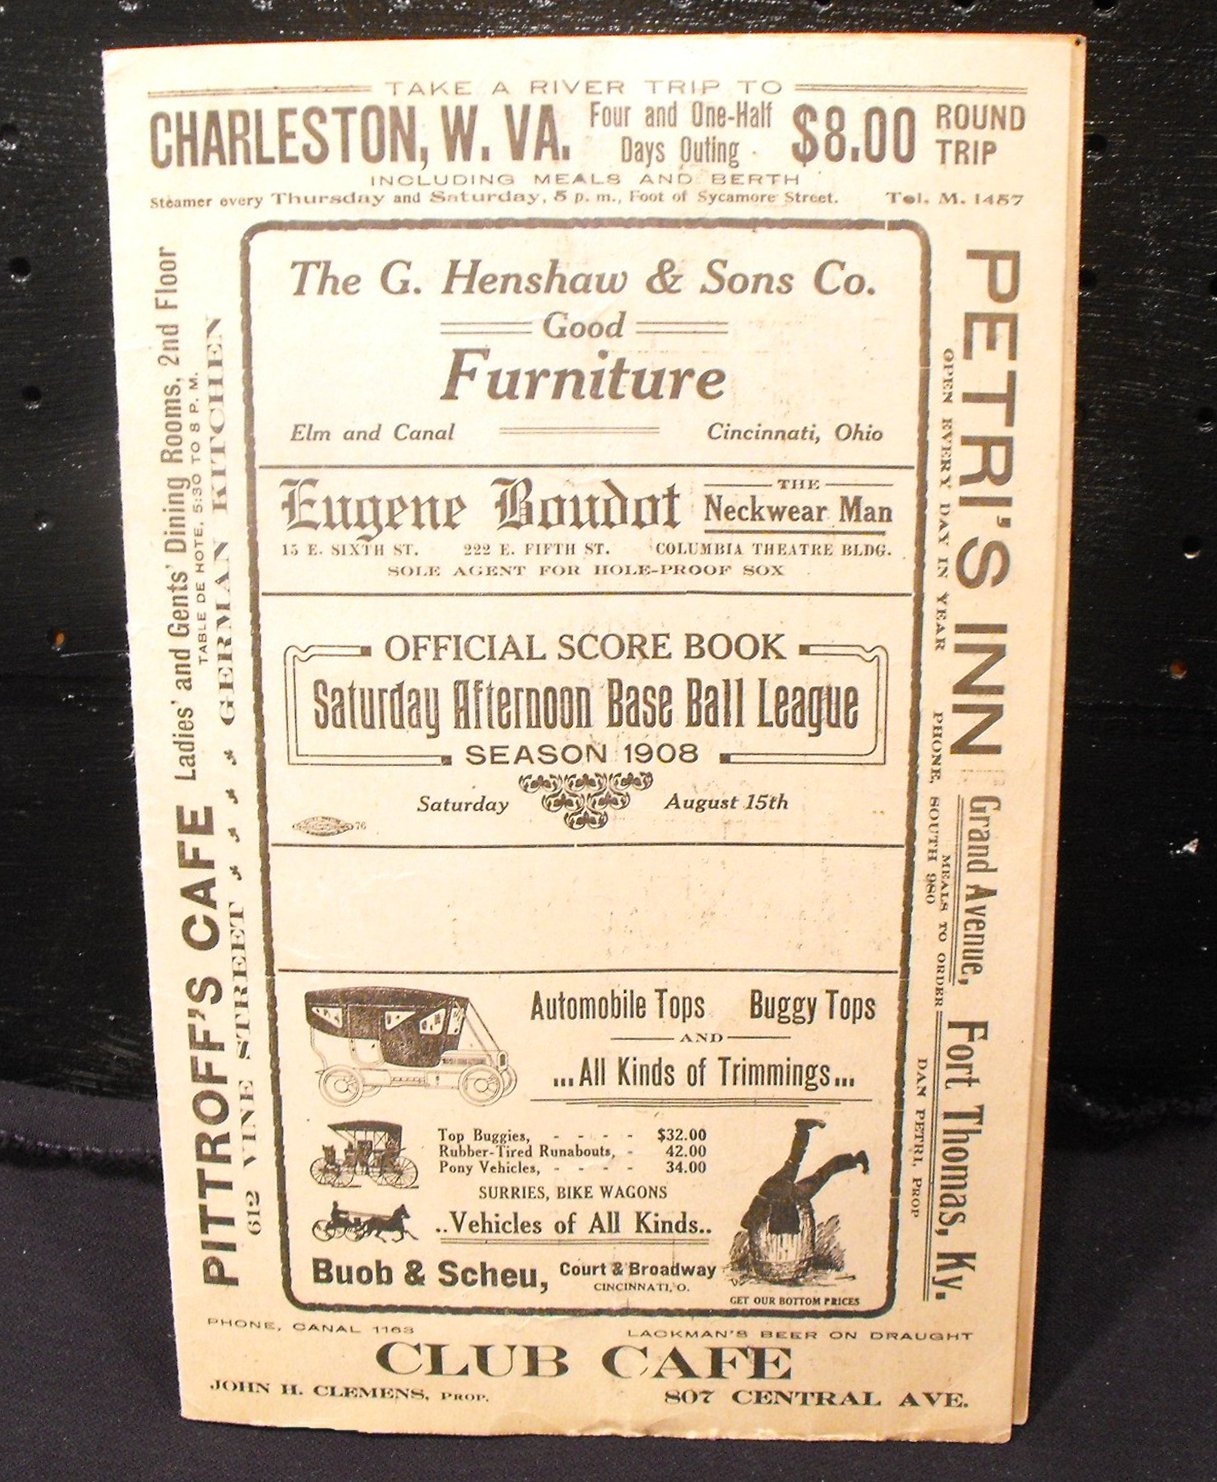 TAKE A RIVER TRIP TO
CHARLESTON, W. VA. Four and One-Half Days Outing $8.00 ROUND TRIP
INCLUDING MEALS AND BERTH
Steamer every Thursday and Saturday, 5 p. m., Foot of Sycamore Street. Tel. M. 1457
PITTROFF'S CAFE Ladies' and Gents' Dining Rooms, 2nd Floor
TABLE DE HOTE, 5:30 TO 8 P. M.
612 VINE STREET GERMAN KITCHEN
The G. Henshaw & Sons Co.
Good
Furniture
Elm and Canal Cincinnati, Ohio
Eugene Boudot THE Neckwear Man
15 E. SIXTH ST. 222 E. FIFTH ST. COLUMBIA THEATRE BLDG.
SOLE AGENT FOR HOLE-PROOF SOX
OFFICIAL SCORE BOOK
Saturday Afternoon Base Ball League
SEASON 1908
Saturday August 15th
76
Automobile Tops Buggy Tops
AND
...All Kinds of Trimmings...
Top Buggies, - - - - $32.00
Rubber-Tired Runabouts, - 42.00
Pony Vehicles, - - - - 34.00
SURRIES, BIKE WAGONS
..Vehicles of All Kinds..
Buob & Scheu, Court & Broadway
CINCINNATI, O.
GET OUR BOTTOM PRICES
PETRI'S INN Grand Avenue, Fort Thomas, Ky.
OPEN EVERY DAY IN YEAR MEALS TO ORDER
PHONE, SOUTH 980 DAN PETRI, PROP
PHONE, CANAL 1163 LACKMAN'S BEER ON DRAUGHT
CLUB CAFE
JOHN H. CLEMENS, PROP. 807 CENTRAL AVE.